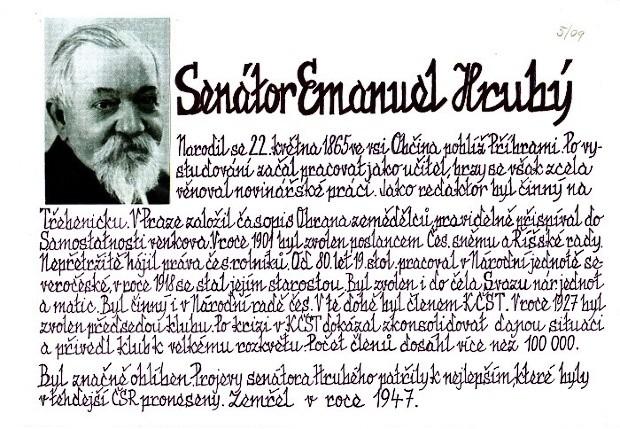 5/09
Senátor Emanuel Hrubý
Narodil se 22. května 1865 ve vsi Občina poblíž Příbrami. Po vy-
studování začal pracovat jako učitel, brzy se však zcela
věnoval novinářské práci. Jako redaktor byl činný na
Třebenicku. V Praze založil časopis Obrana zemědělců pravidelně přispíval do
Samostatnosti venkova. V roce 1901 byl zvolen poslancem Čes. sněmu a Říšské rady.
Nepřetržitě hájil práva čes. rolníků. Od 80. let 19. stol. pracoval v Národní jednotě se-
veročeské, v roce 1918 se stal jejím starostou. Byl zvolen i do čela Svazu nár. jednot
a matic. Byl činný i v Národní radě čes. V té době byl členem KČST. V roce 1927 byl
zvolen předsedou klubu. Po krizi v KČST dokázal zkonsolidovat danou situaci
a přivedl klub k velkému rozkvětu. Počet členů dosáhl více než 100 000.
Byl značně oblíben. Projevy senátora Hrubého patřily k nejlepším, které byly
v tehdejší ČSR proneseny. Zemřel v roce 1947.